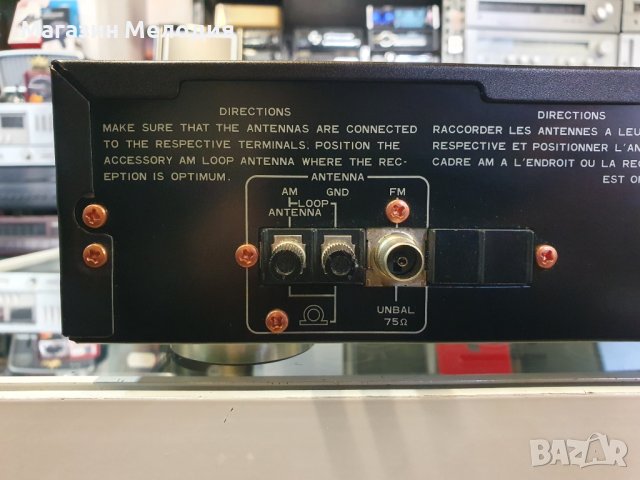 Магазин Мелодия
DIRECTIONS
MAKE SURE THAT THE ANTENNAS ARE CONNECTED
TO THE RESPECTIVE TERMINALS. POSITION THE
ACCESSORY AM LOOP ANTENNA WHERE THE REC-
EPTION IS OPTIMUM.
DIRECTIONS
RACCORDER LES ANTENNES A LEU
RESPECTIVE ET POSITIONNER L'AN
CADRE AM A L'ENDROIT OU LA REC
EST O
ANTENNA
AM GND FM
LOOP
ANTENNA
UNBAL
75Ω
BAZAR